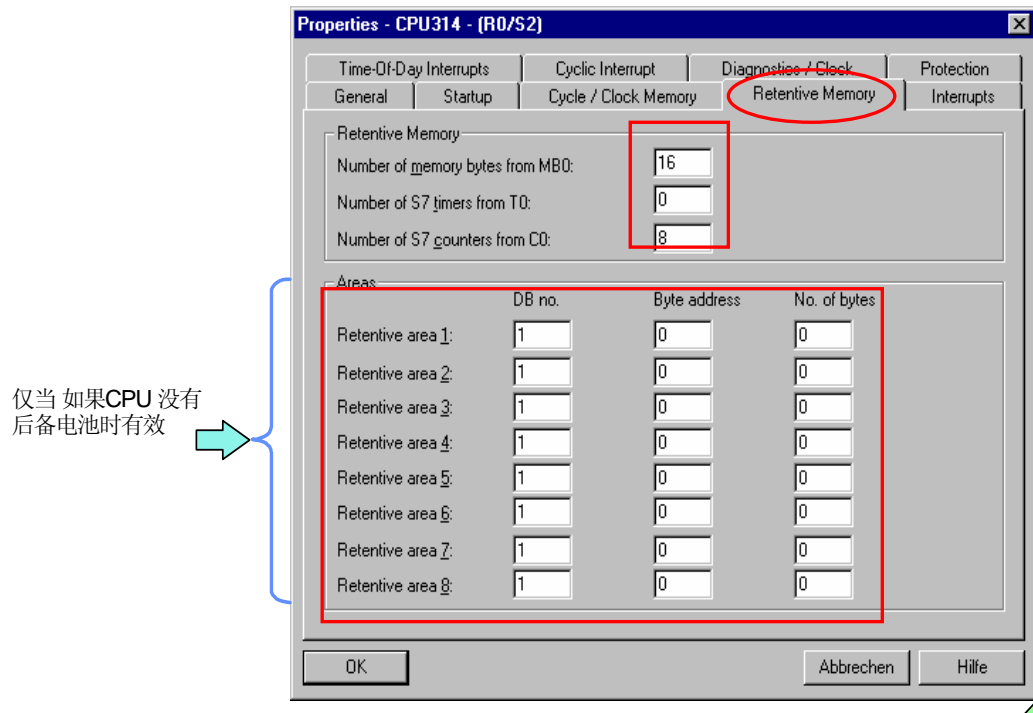 Properties - CPU314 - (R0/S2)
Time-Of-Day Interrupts Cyclic Interrupt Diagnostics / Clock Protection
General Startup Cycle / Clock Memory Retentive Memory Interrupts
Retentive Memory
Number of memory bytes from MB0: 16
Number of S7 timers from T0: 0
Number of S7 counters from C0: 8
Areas
DB no. Byte address No. of bytes
Retentive area 1: 1 0 0
Retentive area 2: 1 0 0
Retentive area 3: 1 0 0
Retentive area 4: 1 0 0
Retentive area 5: 1 0 0
Retentive area 6: 1 0 0
Retentive area 7: 1 0 0
Retentive area 8: 1 0 0
仅当 如果CPU 没有
后备电池时有效
OK Abbrechen Hilfe